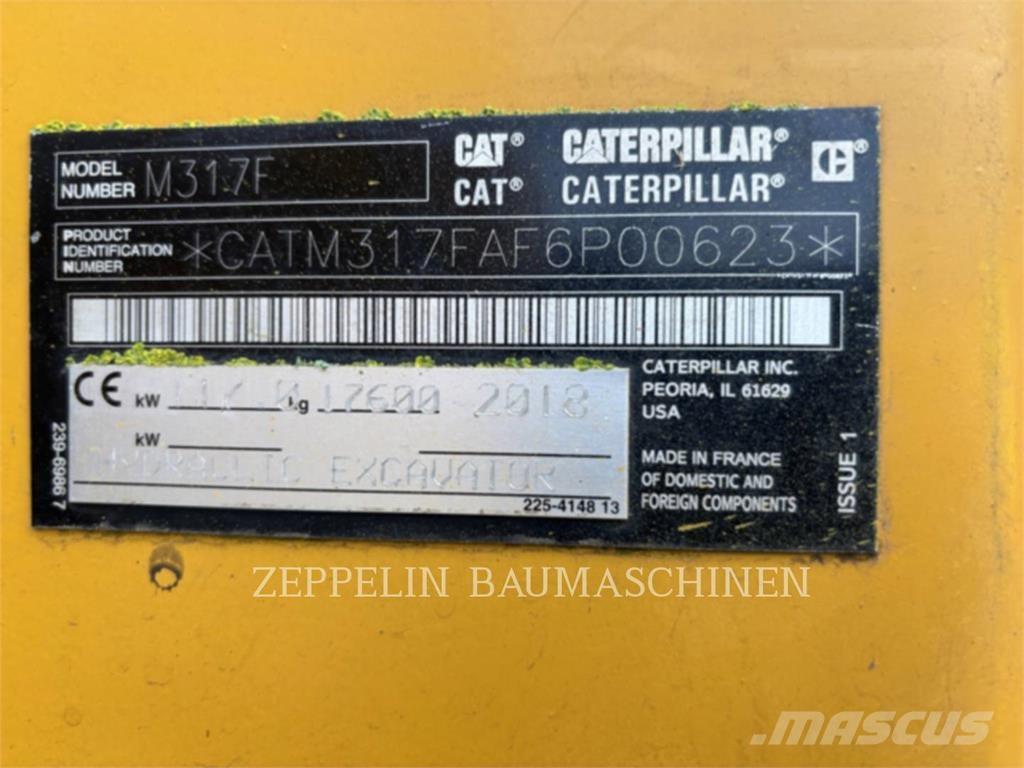 MODEL NUMBER M317F
CAT® CATERPILLAR®
CAT® CATERPILLAR®
PRODUCT IDENTIFICATION NUMBER *CATM317FAF6P00623*
CE kW kg 17600 2018
kW
HYDRAULIC EXCAVATOR
225-4148 13
239-6986 7
CATERPILLAR INC.
PEORIA, IL 61629
USA
MADE IN FRANCE
OF DOMESTIC AND
FOREIGN COMPONENTS
ISSUE 1
ZEPPELIN BAUMASCHINEN
MASCUS